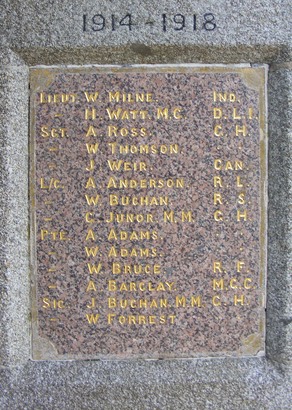 1914-1918
LIEUT. W. MILNE. IND.
" H. WATT, M.C. D.L.I.
SGT. A. ROSS. G.H.
" W. THOMSON. "
" J. WEIR. CAN.
L/C. A. ANDERSON. R.L
" W. BUCHAN. R.S
" C. JUNOR M.M. G.H
PTE. A. ADAMS. "
" W. ADAMS. "
" W. BRUCE. R.F.
" A. BARCLAY. M.G.C.
SIG. J. BUCHAN. M.M. G.H.
W. FORREST "